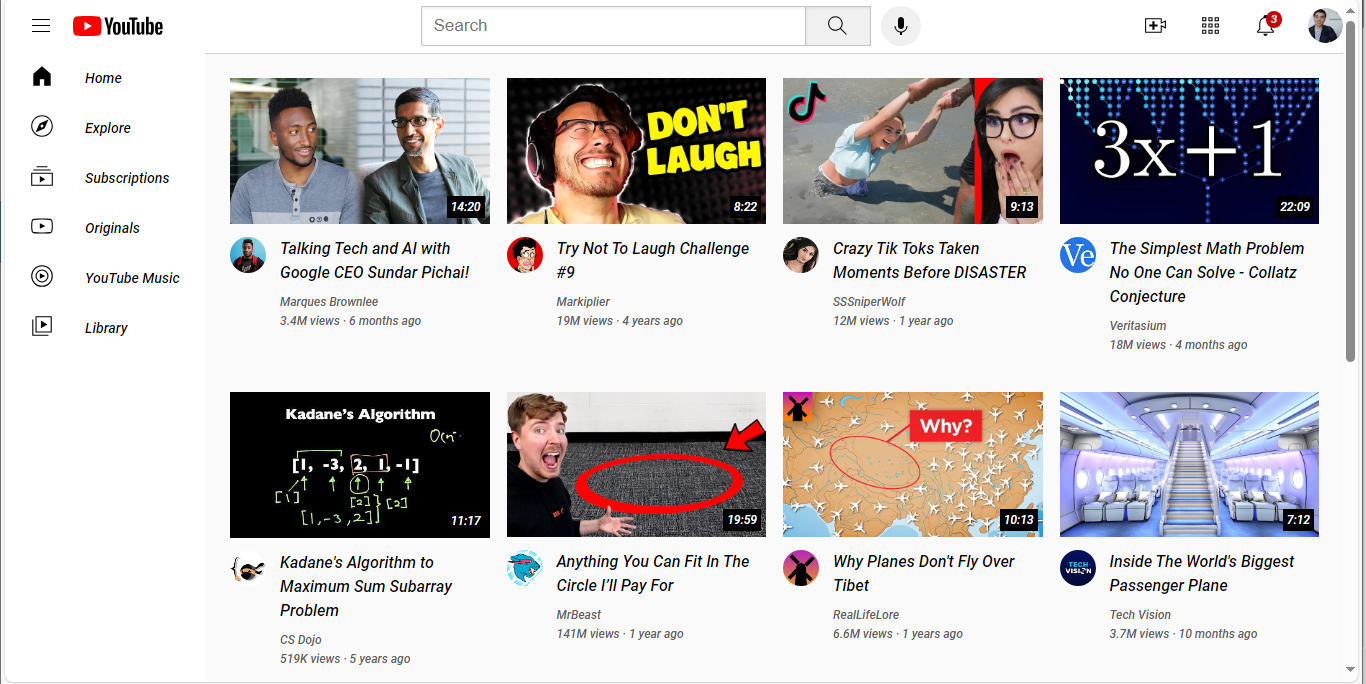 YouTube
Search
3
Home
Explore
Subscriptions
Originals
YouTube Music
Library
14:20
Talking Tech and AI with
Google CEO Sundar Pichai!
Marques Brownlee
3.4M views · 6 months ago
DON'T
LAUGH
8:22
Try Not To Laugh Challenge
#9
Markiplier
19M views · 4 years ago
9:13
Crazy Tik Toks Taken
Moments Before DISASTER
SSSniperWolf
12M views · 1 year ago
3x+1
22:09
Ve
The Simplest Math Problem
No One Can Solve - Collatz
Conjecture
Veritasium
18M views · 4 months ago
Kadane's Algorithm
[1, -3, 2, 1, -1]
[1]
[2]
[2]
[1,-3,2]
11:17
Kadane's Algorithm to
Maximum Sum Subarray
Problem
CS Dojo
519K views · 5 years ago
19:59
Anything You Can Fit In The
Circle I'll Pay For
MrBeast
141M views · 1 year ago
Why?
10:13
Why Planes Don't Fly Over
Tibet
RealLifeLore
6.6M views · 1 years ago
7:12
TECH
VISION
Inside The World's Biggest
Passenger Plane
Tech Vision
3.7M views · 10 months ago